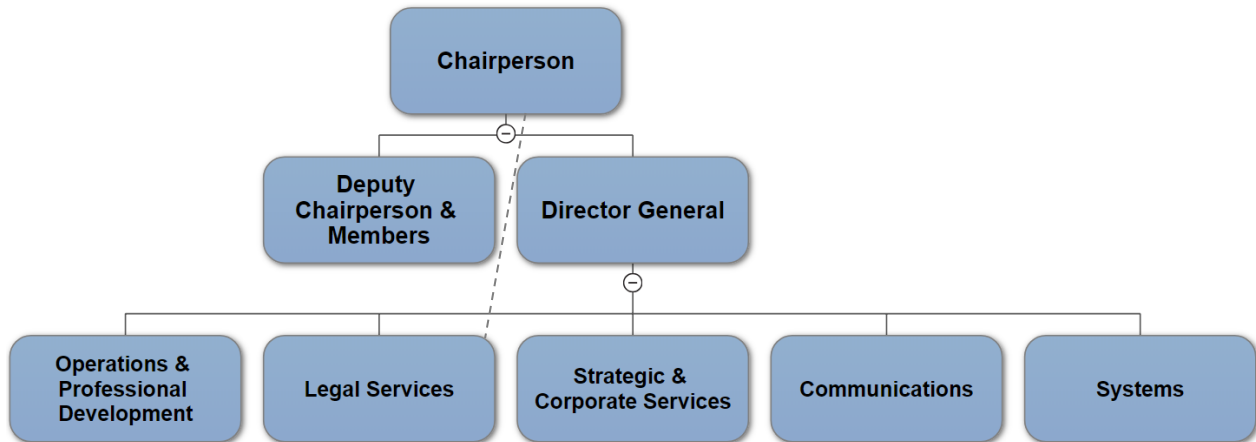 Chairperson
Deputy
Chairperson &
Members
Director General
Operations &
Professional
Development
Legal Services
Strategic &
Corporate Services
Communications
Systems